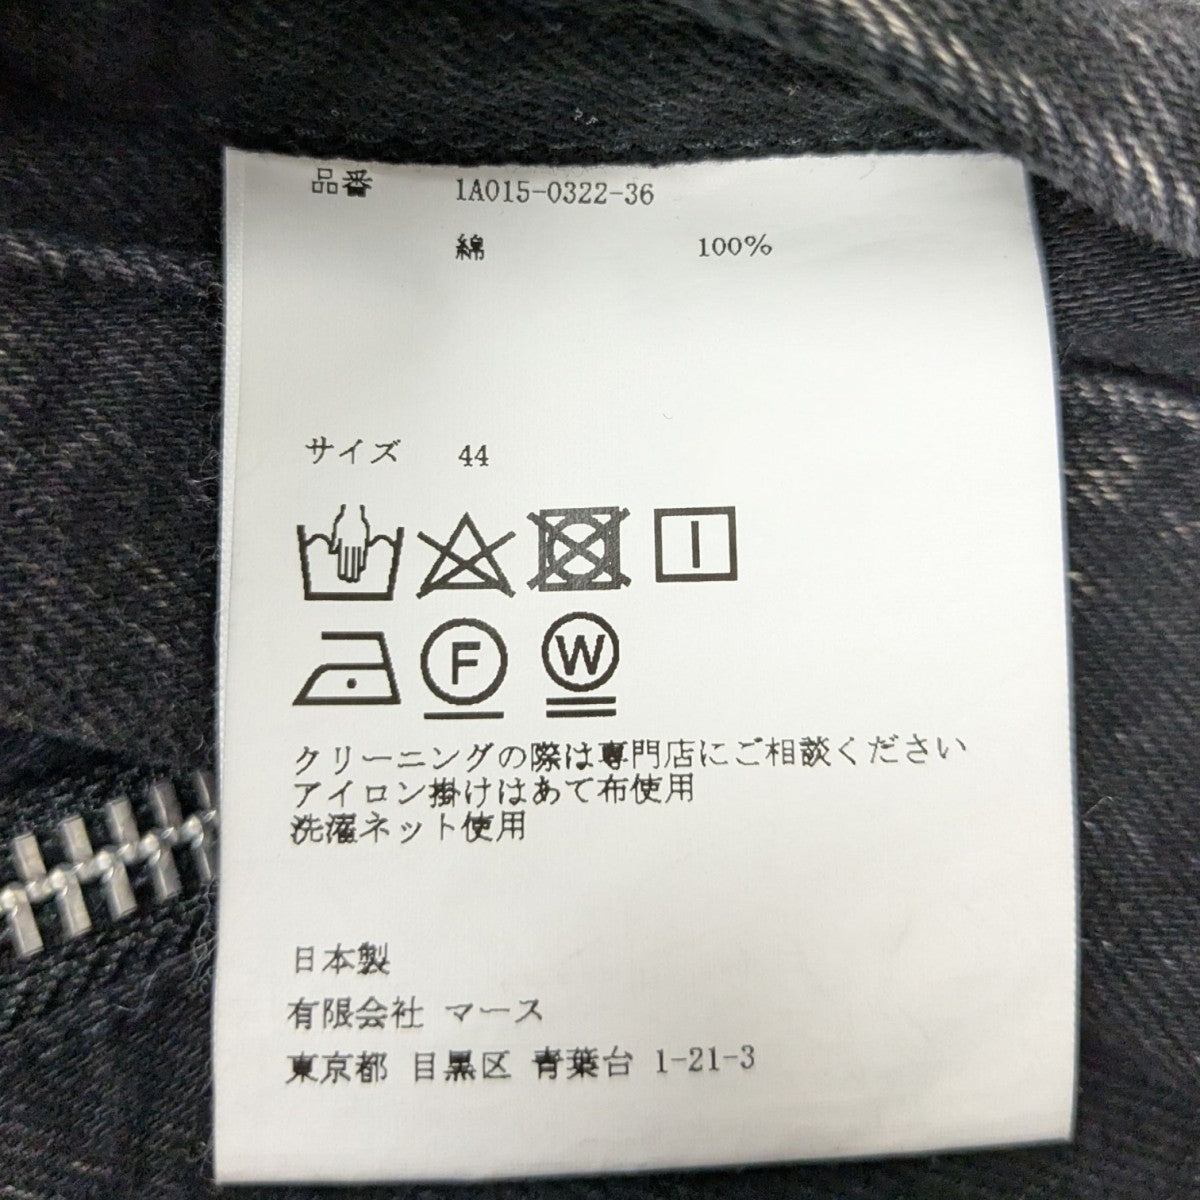 品番 1A015-0322-36
綿 100%
サイズ 44
F W
クリーニングの際は専門店にご相談ください
アイロン掛けはあて布使用
洗濯ネット使用
日本製
有限会社 マース
東京都 目黒区 青葉台 1-21-3